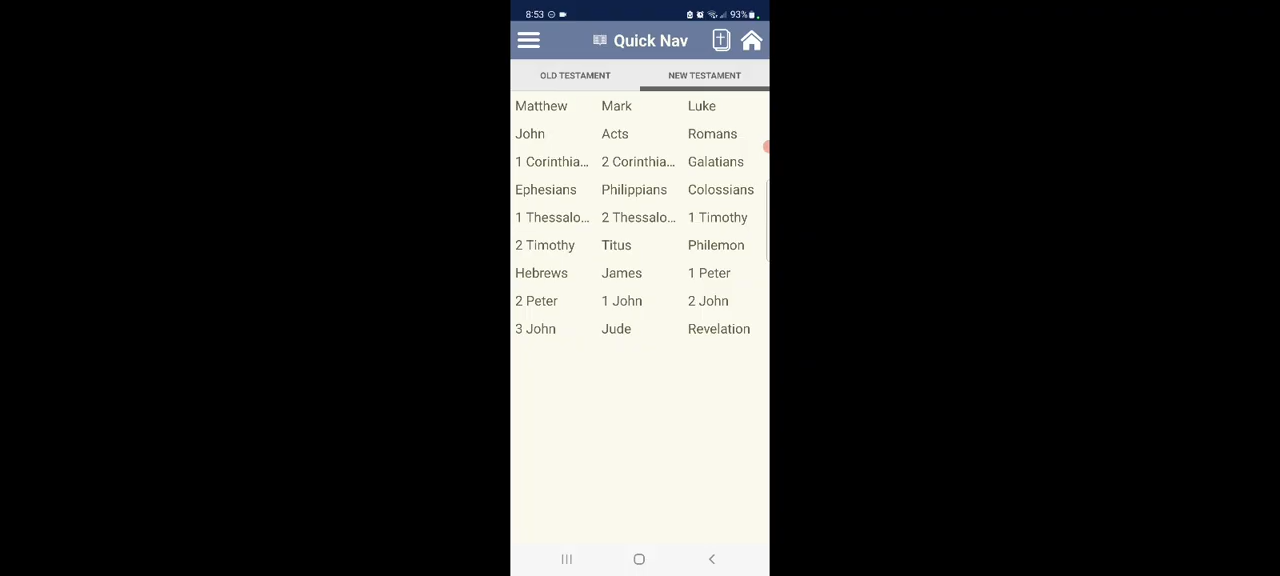 8:53 93%
Quick Nav
OLD TESTAMENT NEW TESTAMENT
Matthew Mark Luke
John Acts Romans
1 Corinthia... 2 Corinthia... Galatians
Ephesians Philippians Colossians
1 Thessalo... 2 Thessalo... 1 Timothy
2 Timothy Titus Philemon
Hebrews James 1 Peter
2 Peter 1 John 2 John
3 John Jude Revelation